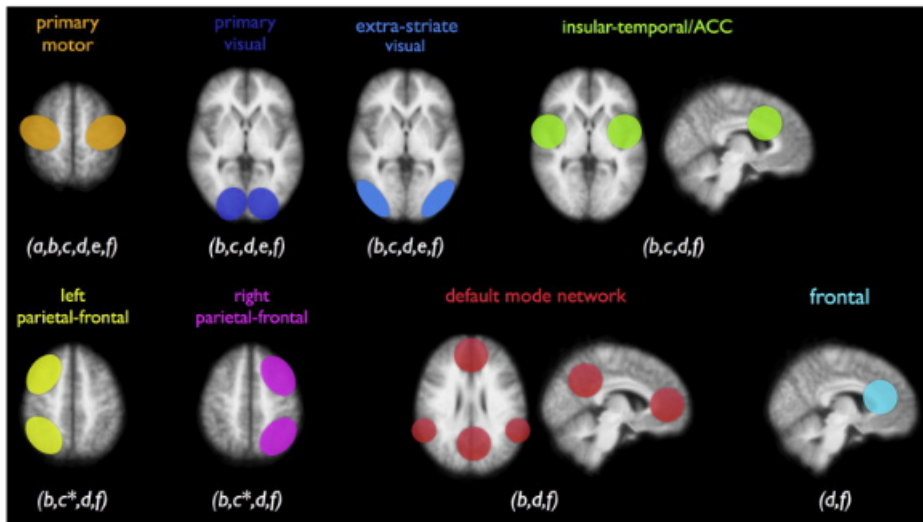 primary
motor
primary
visual
extra-striate
visual
insular-temporal/ACC
(a,b,c,d,e,f)
(b,c,d,e,f)
(b,c,d,e,f)
(b,c,d,f)
left
parietal-frontal
right
parietal-frontal
default mode network
frontal
(b,c*,d,f)
(b,c*,d,f)
(b,d,f)
(d,f)